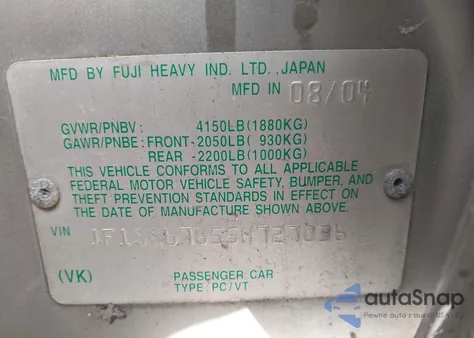 MFD BY FUJI HEAVY IND. LTD., JAPAN
MFD IN 08/04
GVWR/PNBV: 4150LB(1880KG)
GAWR/PNBE: FRONT-2050LB( 930KG)
REAR -2200LB(1000KG)
THIS VEHICLE CONFORMS TO ALL APPLICABLE
FEDERAL MOTOR VEHICLE SAFETY, BUMPER, AND
THEFT PREVENTION STANDARDS IN EFFECT ON
THE DATE OF MANUFACTURE SHOWN ABOVE.
VIN
(VK) PASSENGER CAR
TYPE: PC/VT
autoSnap